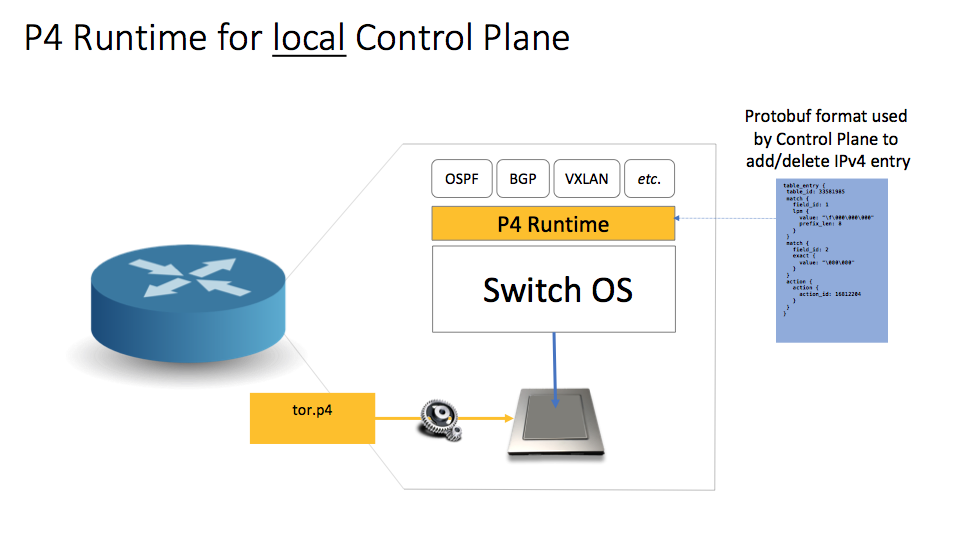 P4 Runtime for local Control Plane
Protobuf format used
by Control Plane to
add/delete IPv4 entry
OSPF
BGP
VXLAN
etc.
P4 Runtime
Switch OS
table_entry {
table_id: 33581985
match {
field_id: 1
lpm {
value: "\f\000\000\000"
prefix_len: 8
}
}
match {
field_id: 2
exact {
value: "\000\000"
}
}
action {
action {
action_id: 16812204
}
}
}
tor.p4